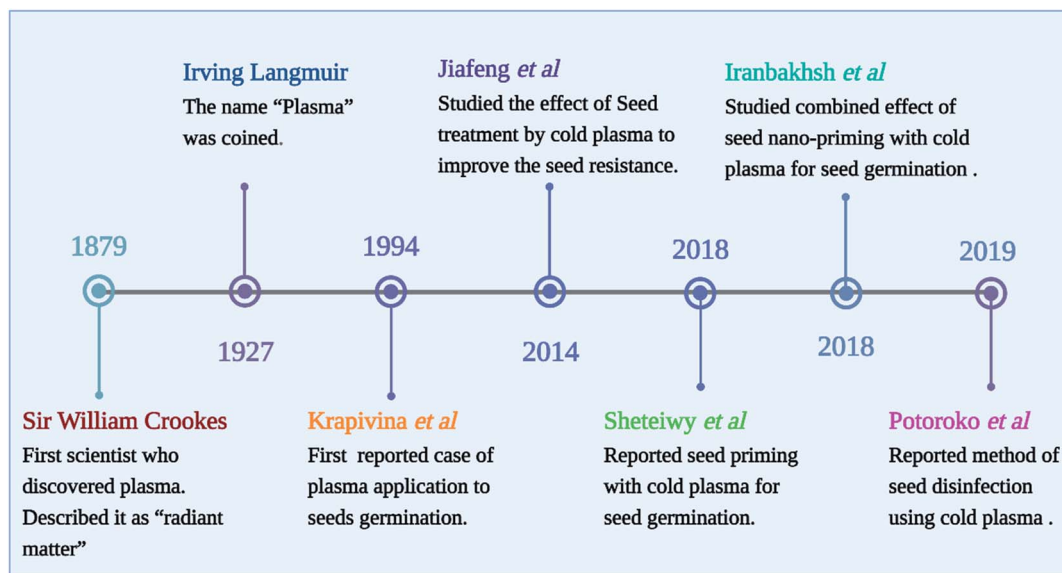 Irving Langmuir
The name “Plasma”
was coined.
Jiafeng et al
Studied the effect of Seed
treatment by cold plasma to
improve the seed resistance.
Iranbakhsh et al
Studied combined effect of
seed nano-priming with cold
plasma for seed germination .
1879
1994
2018
2019
1927
2014
2018
Sir William Crookes
First scientist who
discovered plasma.
Described it as “radiant
matter”
Krapivina et al
First reported case of
plasma application to
seeds germination.
Sheteiwy et al
Reported seed priming
with cold plasma for
seed germination.
Potoroko et al
Reported method of
seed disinfection
using cold plasma .